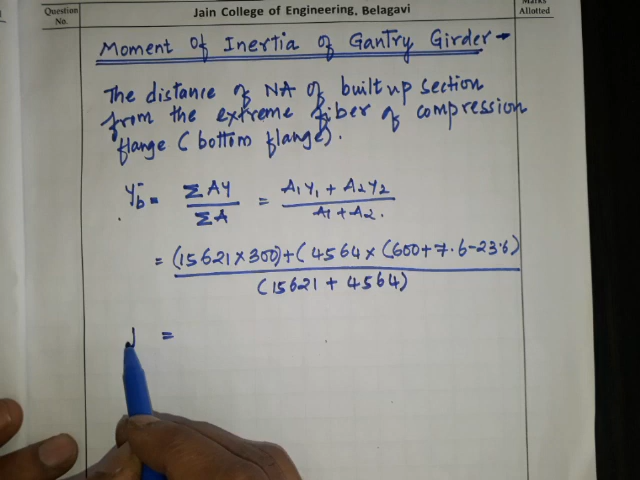 Question No.
Jain College of Engineering, Belagavi
Marks Allotted
Moment of Inertia of Gantry Girder →
The distance of NA of built up section
from the extreme fiber of compression
flange (bottom flange).
ȳb = ΣAY / ΣA = A1Y1 + A2Y2 / A1 + A2.
= (15621×300)+(4564×(600+7.6-23.6) / (15621 + 4564)
=